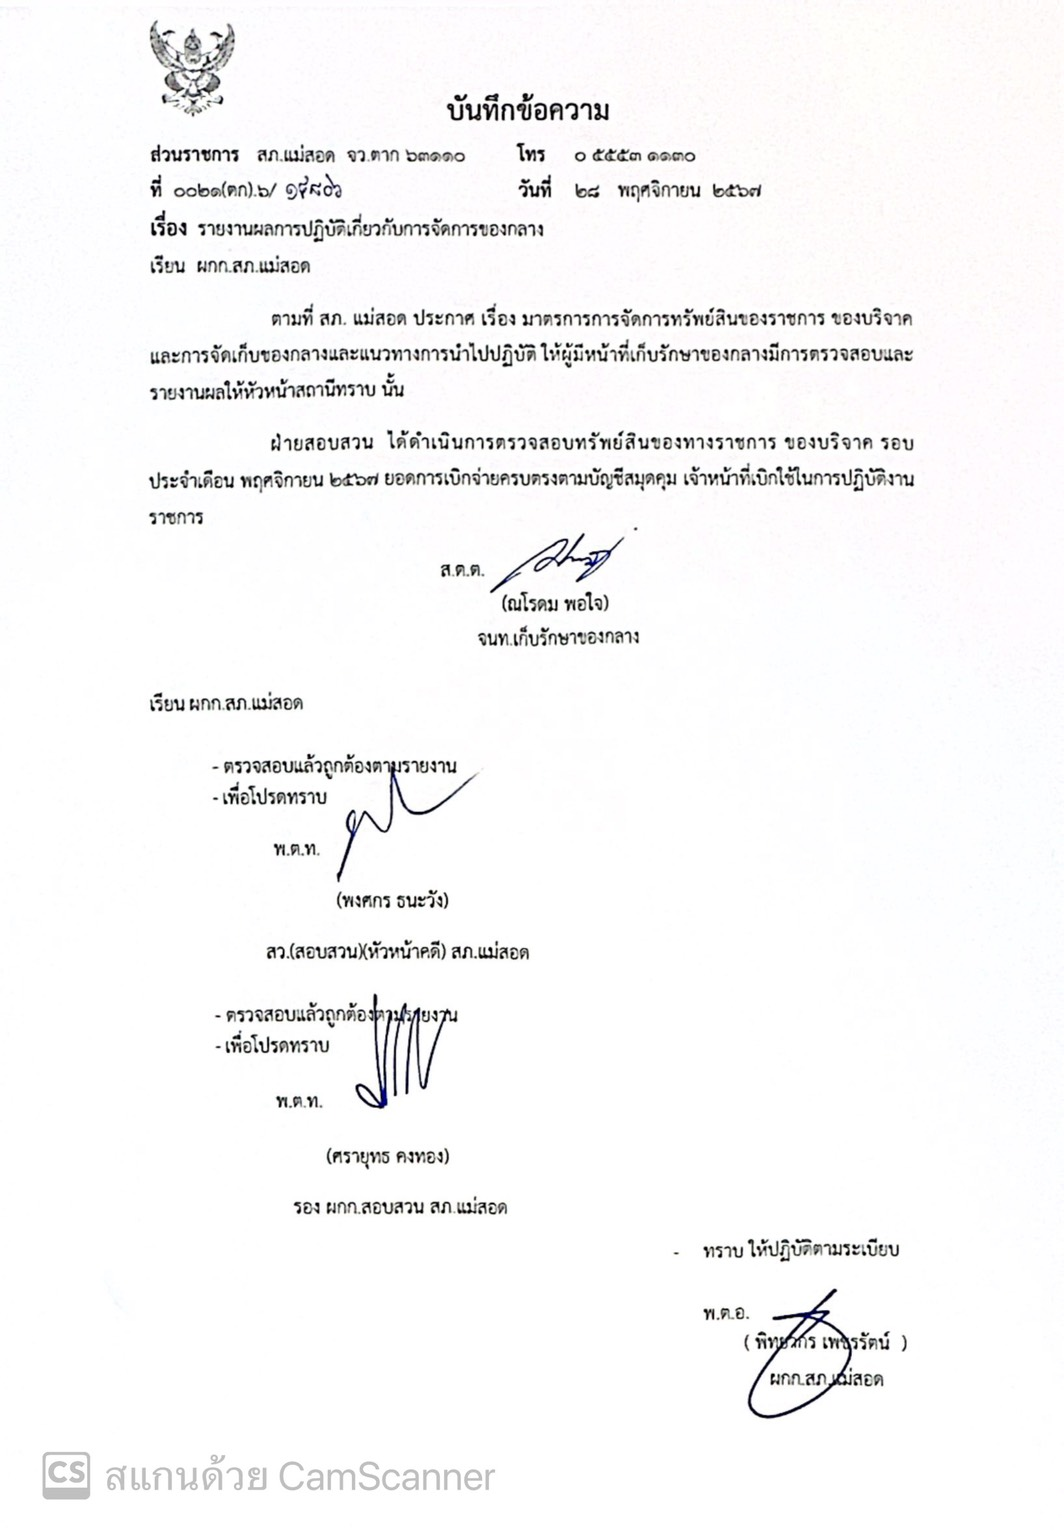 บันทึกข้อความ
ส่วนราชการ สภ.แม่สอด จว.ตาก ๖๓๑๑๐ โทร ๐ ๕๕๕๓ ๑๑๓๐
ที่ ๐๐๒๑(ตก).๖/ วันที่ ๒๘ พฤศจิกายน ๒๕๖๗
เรื่อง รายงานผลการปฏิบัติเกี่ยวกับการจัดการของกลาง
เรียน ผกก.สภ.แม่สอด
ตามที่ สภ. แม่สอด ประกาศ เรื่อง มาตรการการจัดการทรัพย์สินของราชการ ของบริจาค
และการจัดเก็บของกลางและแนวทางการนำไปปฏิบัติ ให้ผู้มีหน้าที่เก็บรักษาของกลางมีการตรวจสอบและ
รายงานผลให้หัวหน้าสถานีทราบ นั้น
ฝ่ายสอบสวน ได้ดำเนินการตรวจสอบทรัพย์สินของทางราชการ ของบริจาค รอบ
ประจำเดือน พฤศจิกายน ๒๕๖๗ ยอดการเบิกจ่ายครบตรงตามบัญชีสมุดคุม เจ้าหน้าที่เบิกใช้ในการปฏิบัติงาน
ราชการ
ส.ต.ต.
(ณโรดม พอใจ)
จนท.เก็บรักษาของกลาง
เรียน ผกก.สภ.แม่สอด
- ตรวจสอบแล้วถูกต้องตามรายงาน
- เพื่อโปรดทราบ
พ.ต.ท.
(พงศกร ธนะวัง)
สว.(สอบสวน)(หัวหน้าคดี) สภ.แม่สอด
- ตรวจสอบแล้วถูกต้องตามรายงาน
- เพื่อโปรดทราบ
พ.ต.ท.
(ศรายุทธ คงทอง)
รอง ผกก.สอบสวน สภ.แม่สอด
- ทราบ ให้ปฏิบัติตามระเบียบ
พ.ต.อ.
( พิทยากร เพชรรัตน์ )
ผกก.สภ.แม่สอด
CS สแกนด้วย CamScanner